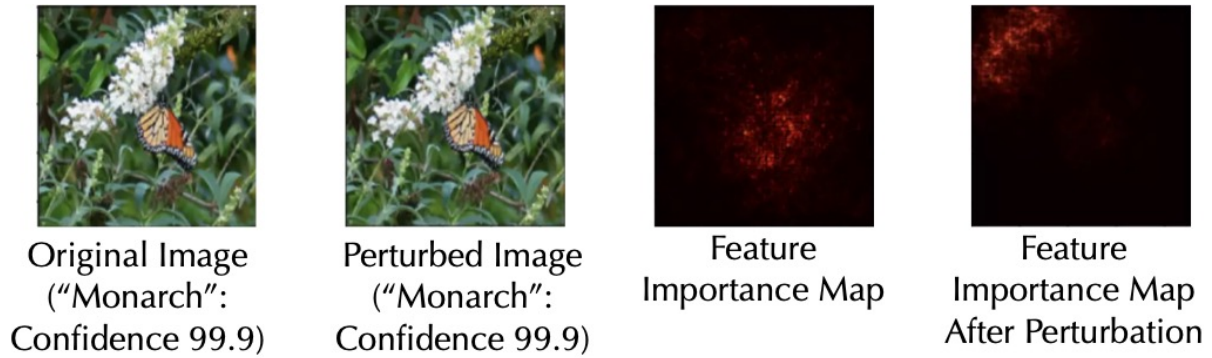 Original Image
(“Monarch”:
Confidence 99.9)
Perturbed Image
(“Monarch”:
Confidence 99.9)
Feature
Importance Map
Feature
Importance Map
After Perturbation